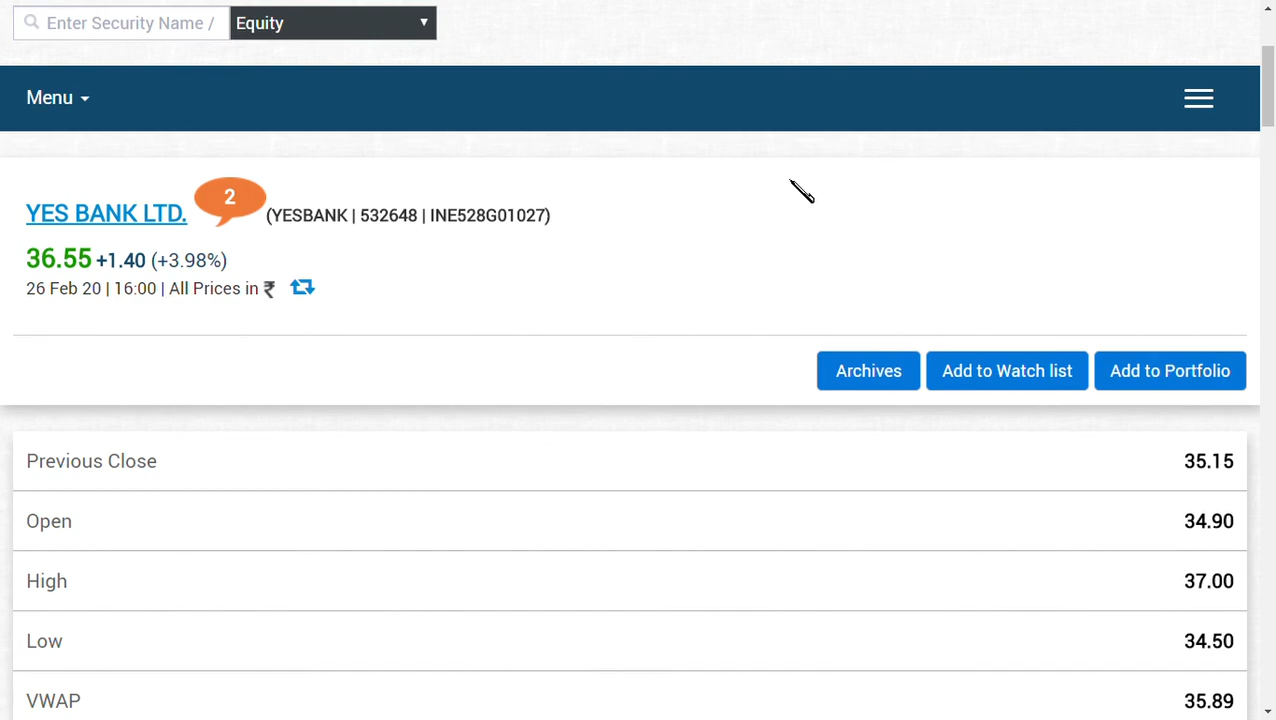 Enter Security Name / Equity
Menu
YES BANK LTD. 2 (YESBANK | 532648 | INE528G01027)
36.55 +1.40 (+3.98%)
26 Feb 20 | 16:00 | All Prices in ₹
Archives Add to Watch list Add to Portfolio
Previous Close 35.15
Open 34.90
High 37.00
Low 34.50
VWAP 35.89